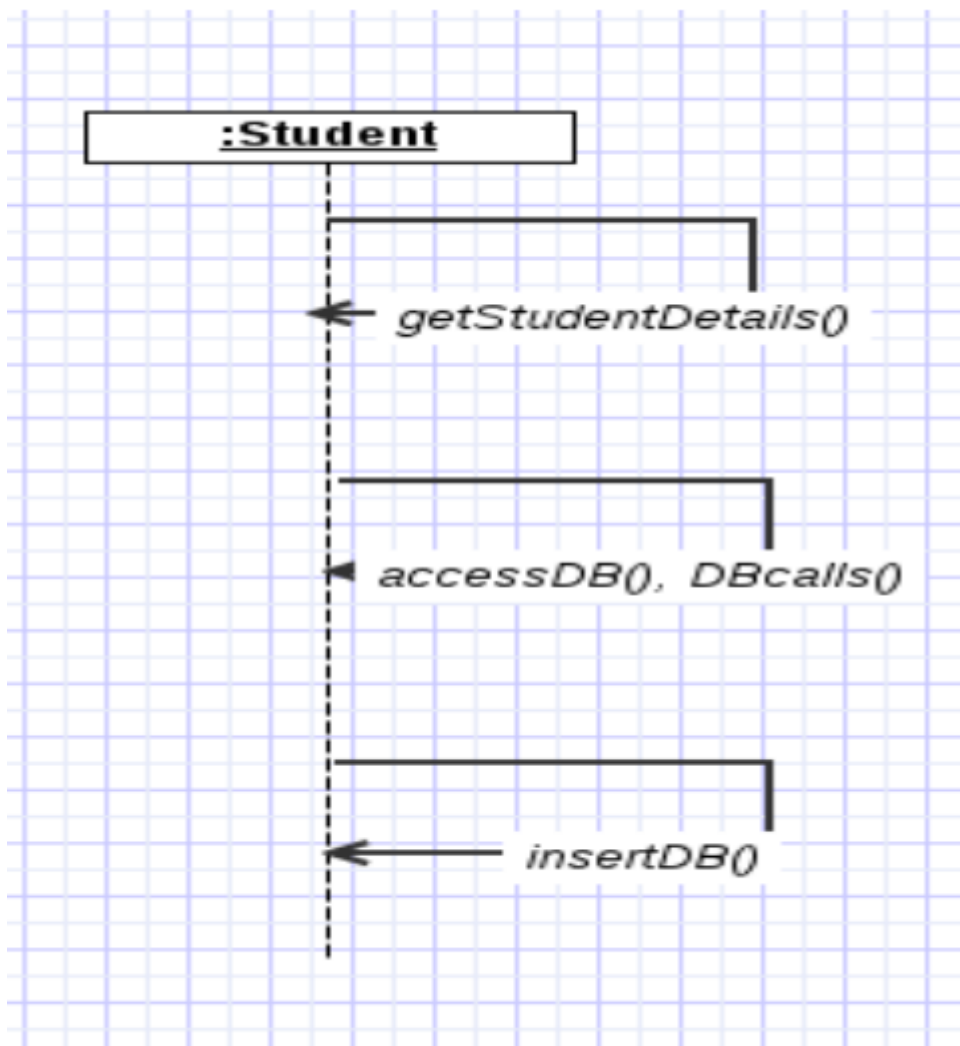 :Student
getStudentDetails()
accessDB(), DBcalls()
insertDB()